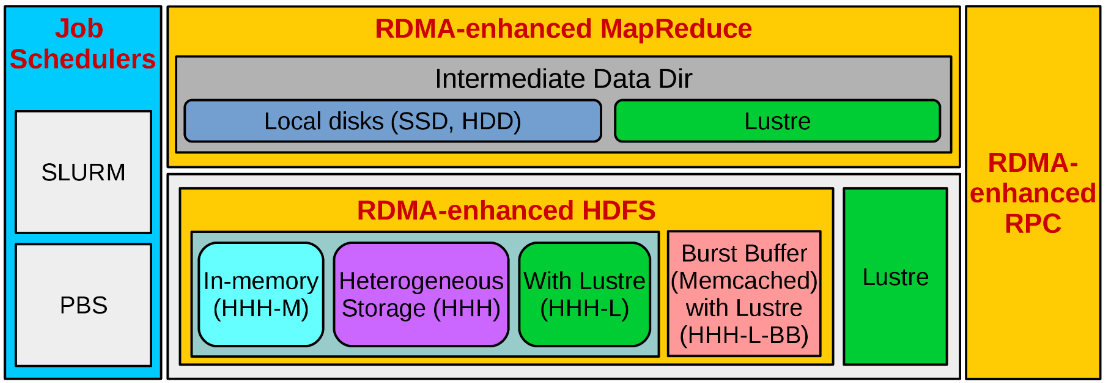 Job
Schedulers
SLURM
PBS
RDMA-enhanced MapReduce
Intermediate Data Dir
Local disks (SSD, HDD)
Lustre
RDMA-enhanced HDFS
In-memory
(HHH-M)
Heterogeneous
Storage (HHH)
With Lustre
(HHH-L)
Burst Buffer
(Memcached)
with Lustre
(HHH-L-BB)
Lustre
RDMA-
enhanced
RPC